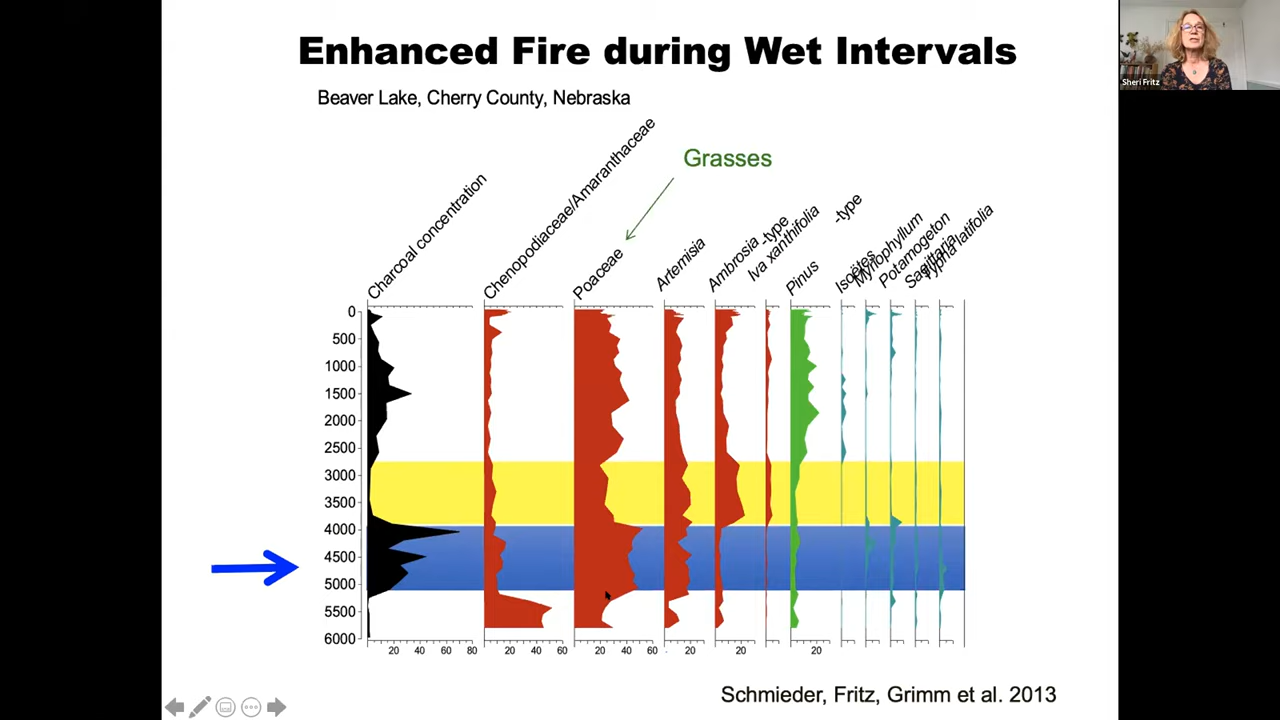 Enhanced Fire during Wet Intervals
Sheri Fritz
Beaver Lake, Cherry County, Nebraska
Grasses
Charcoal concentration
Chenopodiaceae/Amaranthaceae
Poaceae
Artemisia
Ambrosia -type
Iva xanthifolia
-type
Pinus
Isoëtes
Myriophyllum
Potamogeton
Sagittaria
Typha latifolia
0
500
1000
1500
2000
2500
3000
3500
4000
4500
5000
5500
6000
20 40 60 80 20 40 60 20 40 60 20 20 20
Schmieder, Fritz, Grimm et al. 2013